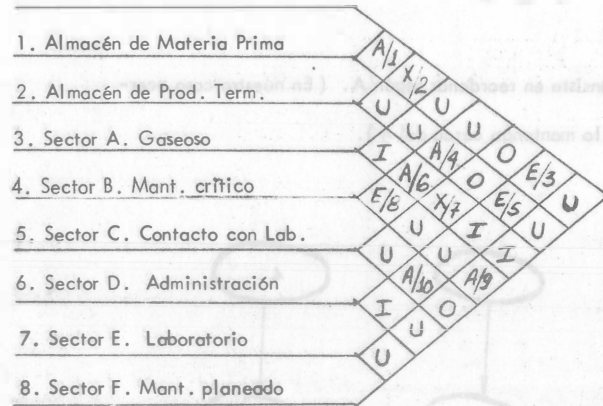 1. Almacén de Materia Prima
A/1
X/2
2. Almacén de Prod. Term.
U U
U U
3. Sector A. Gaseoso
I A/4 O
A/6 O E/3
4. Sector B. Mant. crítico
E/8 X/7 E/5 U
U I U
5. Sector C. Contacto con Lab.
U U I
6. Sector D. Administración
A/10 A/9
I O
7. Sector E. Laboratorio
U
U
8. Sector F. Mant. planeado